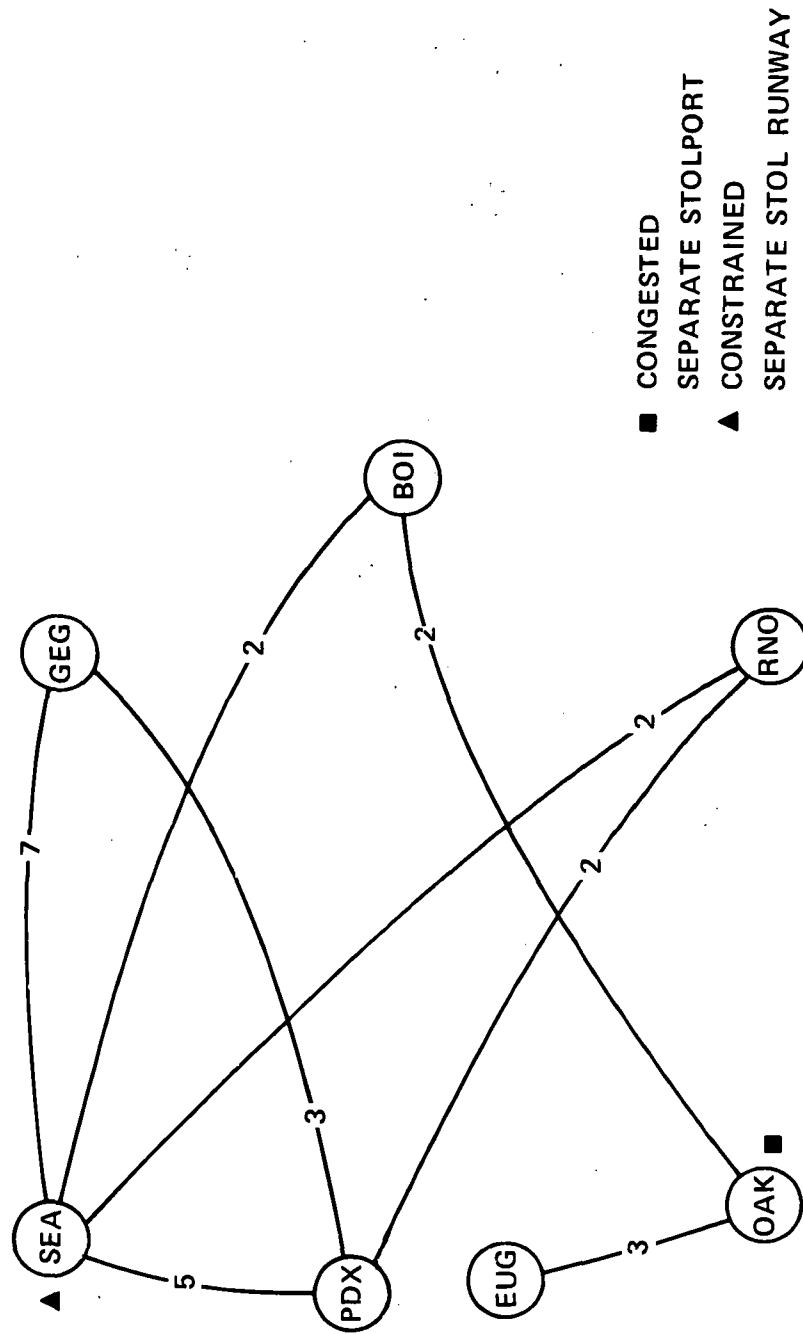 SEA
GEG
7
2
5
3
PDX
BOI
2
2
2
EUG
3
OAK
RNO
■ CONGESTED
SEPARATE STOLPORT
▲ CONSTRAINED
SEPARATE STOL RUNWAY